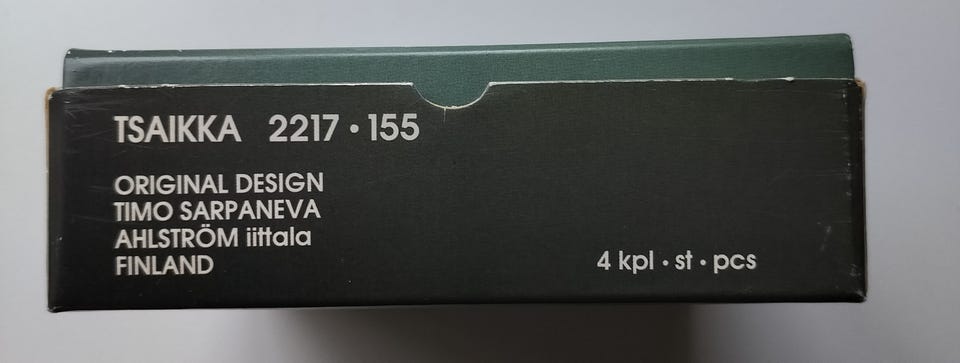 TSAIKKA 2217 • 155
ORIGINAL DESIGN
TIMO SARPANEVA
AHLSTRÖM iittala
FINLAND
4 kpl • st • pcs